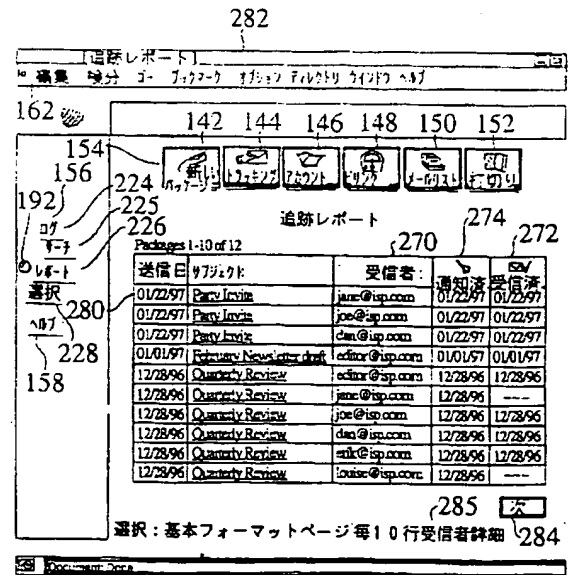 282
[追跡レポート]
編集 検分 ゴー ブックマーク オプション ディレクトリ ウインドウ ヘルプ
162 142 144 146 148 150 152
154 新しいパッケージ トラッキング アカウント ビリング メールリスト
156 224
192 225
226
ログ
サーチ
レポート
選択
280
ヘルプ
228
158
追跡レポート
274
Packages 1-10 of 12
270 272
送信日 サブジェクト: 受信者: 通知済 受信済
01/22/97 Party Invite jane@isp.com 01/22/97 01/22/97
01/22/97 Party Invite joe@isp.com 01/22/97 01/22/97
01/22/97 Party Invite dan@isp.com 01/22/97 01/22/97
01/01/97 February Newsletter draft editor@isp.com 01/01/97 01/01/97
12/28/96 Quarterly Review editor@isp.com 12/28/96 12/28/96
12/28/96 Quarterly Review jane@isp.com 12/28/96 ----
12/28/96 Quarterly Review joe@isp.com 12/28/96 12/28/96
12/28/96 Quarterly Review dan@isp.com 12/28/96 12/28/96
12/28/96 Quarterly Review erik@isp.com 12/28/96 12/28/96
12/28/96 Quarterly Review louise@isp.com 12/28/96 ----
285 次
選択:基本フォーマットページ毎10行受信者詳細 284
Document: Done